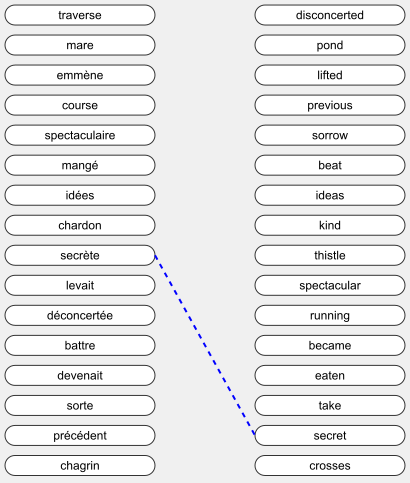 traverse disconcerted
mare pond
emmène lifted
course previous
spectaculaire sorrow
mangé beat
idées ideas
chardon kind
secrète thistle
levait spectacular
déconcertée running
battre became
devenait eaten
sorte take
précédent secret
chagrin crosses